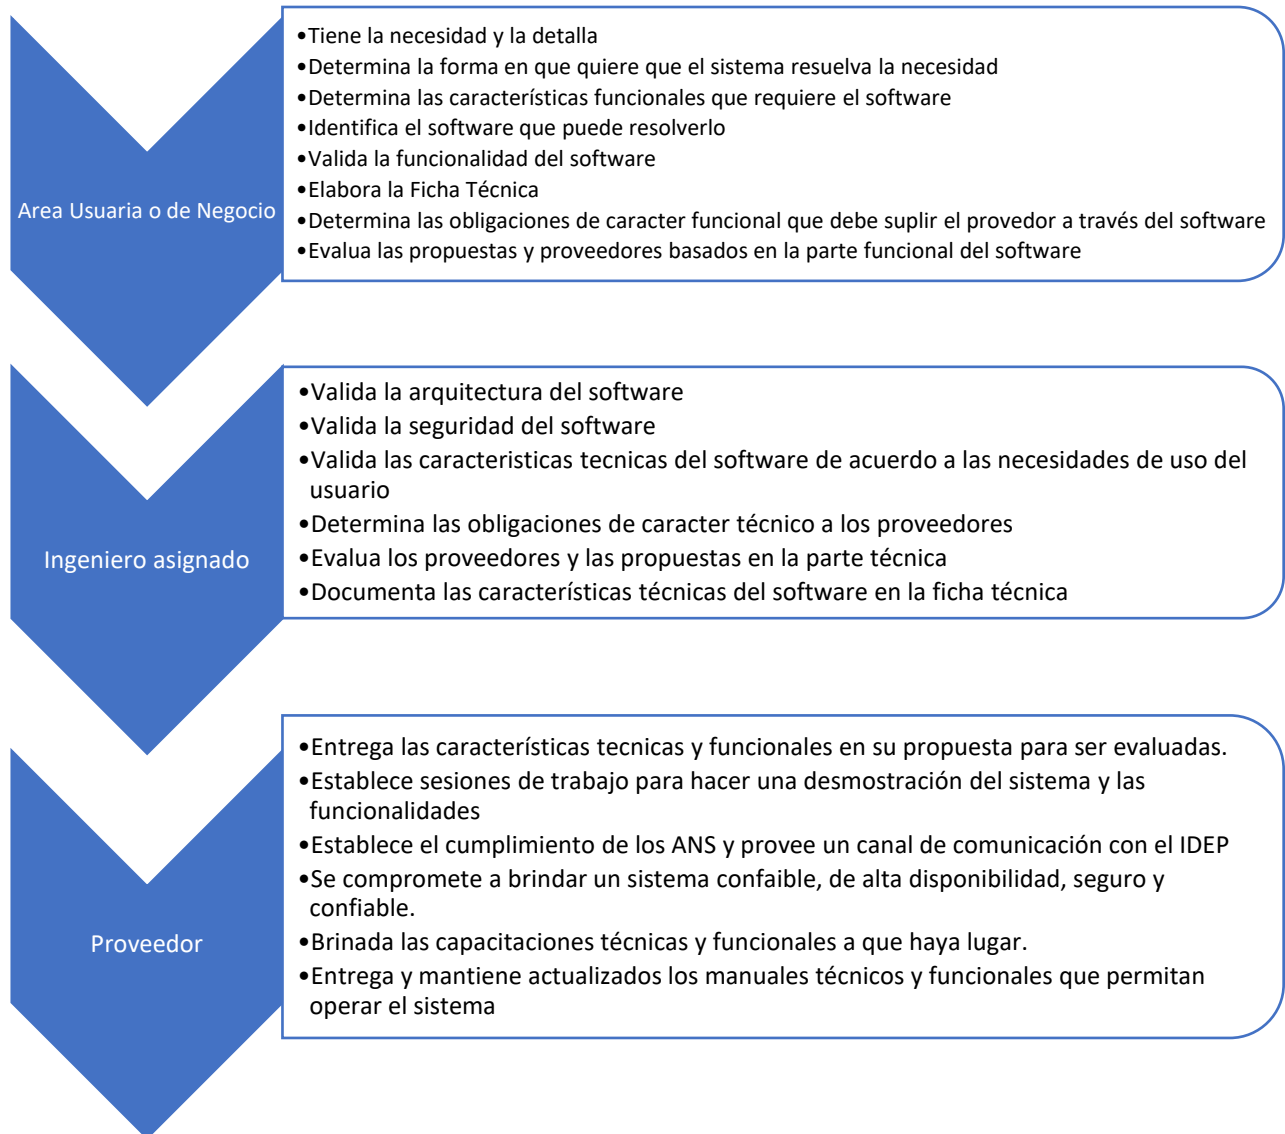 Area Usuaria o de Negocio
•Tiene la necesidad y la detalla
•Determina la forma en que quiere que el sistema resuelva la necesidad
•Determina las características funcionales que requiere el software
•Identifica el software que puede resolverlo
•Valida la funcionalidad del software
•Elabora la Ficha Técnica
•Determina las obligaciones de caracter funcional que debe suplir el provedor a través del software
•Evalua las propuestas y proveedores basados en la parte funcional del software
Ingeniero asignado
•Valida la arquitectura del software
•Valida la seguridad del software
•Valida las caracteristicas tecnicas del software de acuerdo a las necesidades de uso del
usuario
•Determina las obligaciones de caracter técnico a los proveedores
•Evalua los proveedores y las propuestas en la parte técnica
•Documenta las características técnicas del software en la ficha técnica
Proveedor
•Entrega las características tecnicas y funcionales en su propuesta para ser evaluadas.
•Establece sesiones de trabajo para hacer una desmostración del sistema y las
funcionalidades
•Establece el cumplimiento de los ANS y provee un canal de comunicación con el IDEP
•Se compromete a brindar un sistema confaible, de alta disponibilidad, seguro y
confiable.
•Brinada las capacitaciones técnicas y funcionales a que haya lugar.
•Entrega y mantiene actualizados los manuales técnicos y funcionales que permitan
operar el sistema